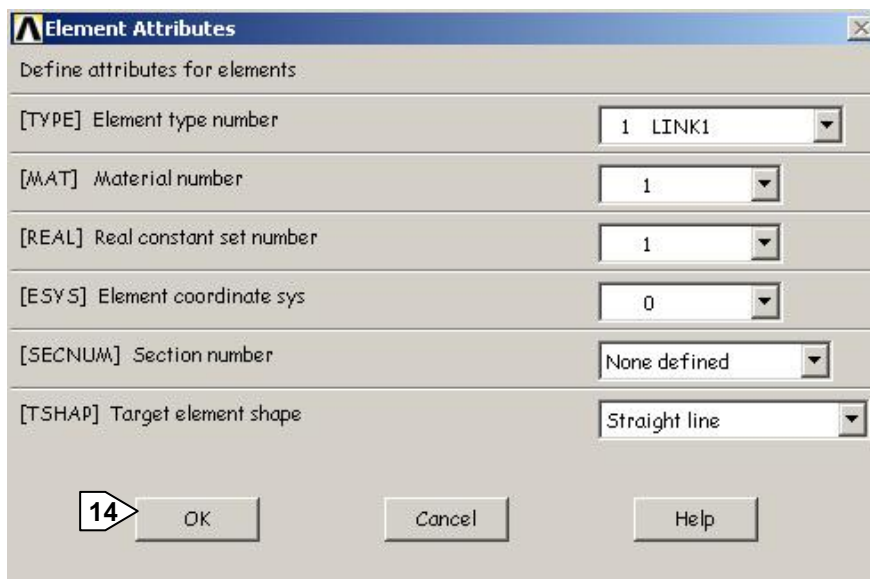 Element Attributes
Define attributes for elements
[TYPE] Element type number
1 LINK1
[MAT] Material number
1
[REAL] Real constant set number
1
[ESYS] Element coordinate sys
0
[SECNUM] Section number
None defined
[TSHAP] Target element shape
Straight line
14
OK
Cancel
Help